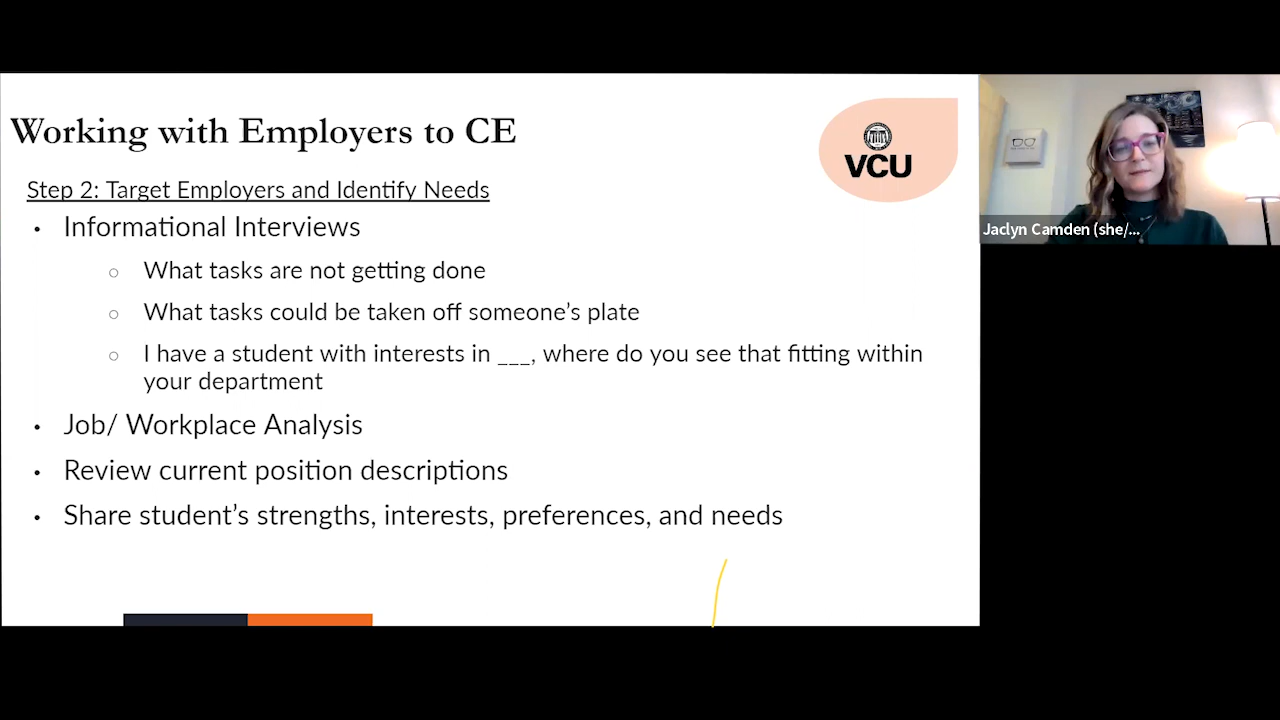 Working with Employers to CE
VCU
Step 2: Target Employers and Identify Needs
• Informational Interviews
○ What tasks are not getting done
○ What tasks could be taken off someone’s plate
○ I have a student with interests in ___, where do you see that fitting within
your department
• Job/ Workplace Analysis
• Review current position descriptions
• Share student’s strengths, interests, preferences, and needs
Jaclyn Camden (she/...